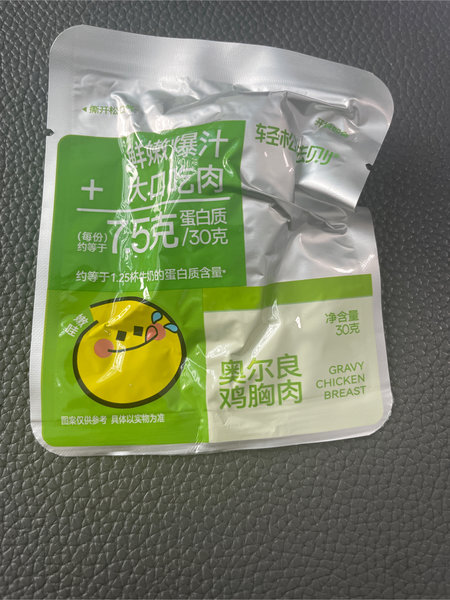 ◀撕开松
鲜嫩爆汁
轻松
+ 大口吃肉
(每份)
约等于
7.5克 蛋白质
/30克
约等于1.25杯牛奶的蛋白质含量*
净含量
30克
奥尔良
鸡胸肉
GRAVY
CHICKEN
BREAST
图案仅供参考 具体以实物为准